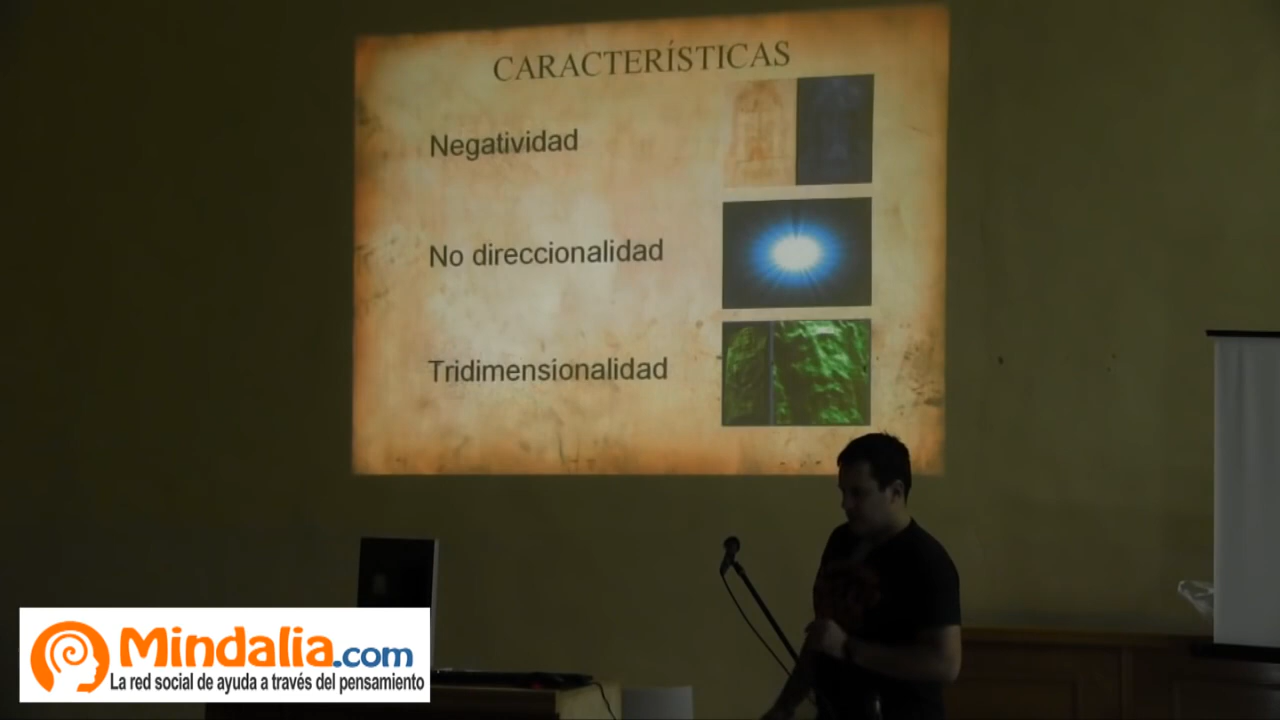 CARACTERÍSTICAS
Negatividad
No direccionalidad
Tridimensionalidad
Mindalia.com
La red social de ayuda a través del pensamiento